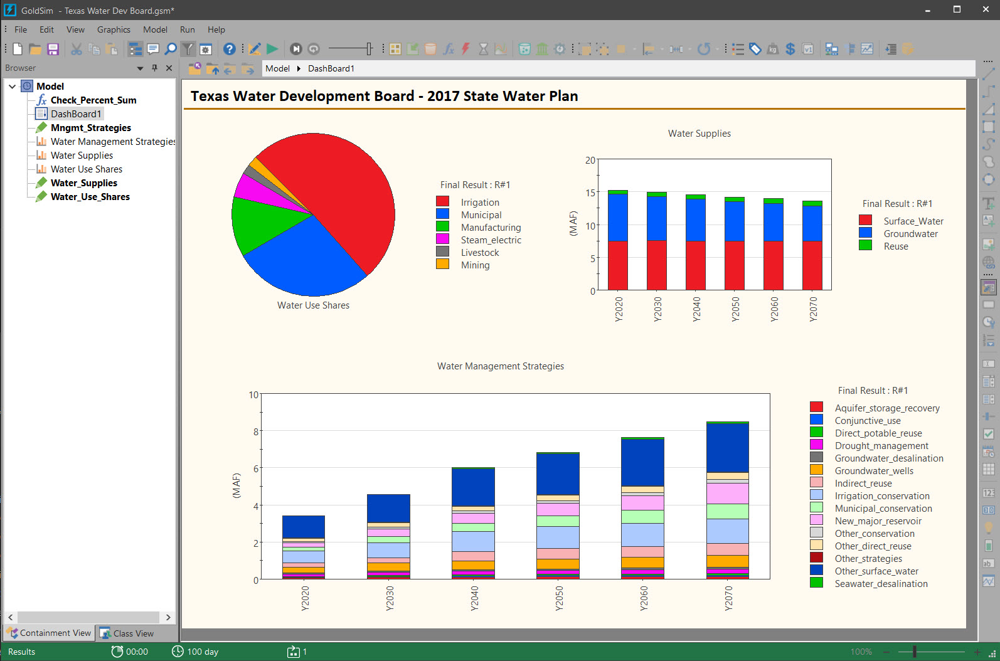 GoldSim - Texas Water Dev Board.gsm*
File Edit View Graphics Model Run Help
Browser
Model DashBoard1
Model
Check_Percent_Sum
DashBoard1
Mngmt_Strategies
Water Management Strategies
Water Supplies
Water Use Shares
Water_Supplies
Water_Use_Shares
Texas Water Development Board - 2017 State Water Plan
Final Result : R#1
Irrigation
Municipal
Manufacturing
Steam_electric
Livestock
Mining
Water Use Shares
Water Supplies
(MAF)
20
15
10
5
0
Y2020 Y2030 Y2040 Y2050 Y2060 Y2070
Final Result : R#1
Surface_Water
Groundwater
Reuse
Water Management Strategies
(MAF)
10
8
6
4
2
0
Y2020 Y2030 Y2040 Y2050 Y2060 Y2070
Final Result : R#1
Aquifer_storage_recovery
Conjunctive_use
Direct_potable_reuse
Drought_management
Groundwater_desalination
Groundwater_wells
Indirect_reuse
Irrigation_conservation
Municipal_conservation
New_major_reservoir
Other_conservation
Other_direct_reuse
Other_strategies
Other_surface_water
Seawater_desalination
Containment View Class View
Results 00:00 100 day 1 100%